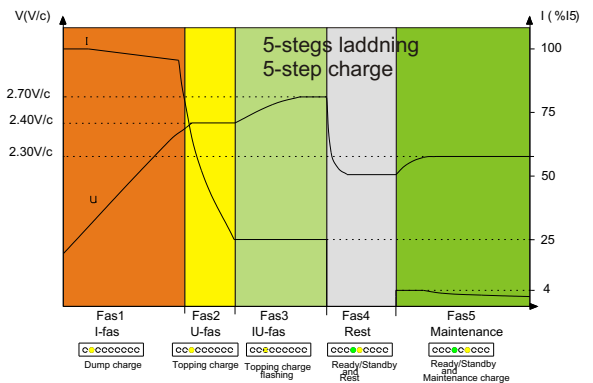 V(V/c)
I ( %I5)
I
5-stegs laddning
5-step charge
100
2.70V/c
75
2.40V/c
2.30V/c
50
u
25
4
Fas1
Fas2
Fas3
Fas4
Fas5
I-fas
U-fas
IU-fas
Rest
Maintenance
Dump charge
Topping charge
Topping charge
flashing
Ready/Standby
and
Rest
Ready/Standby
and
Maintenance charge